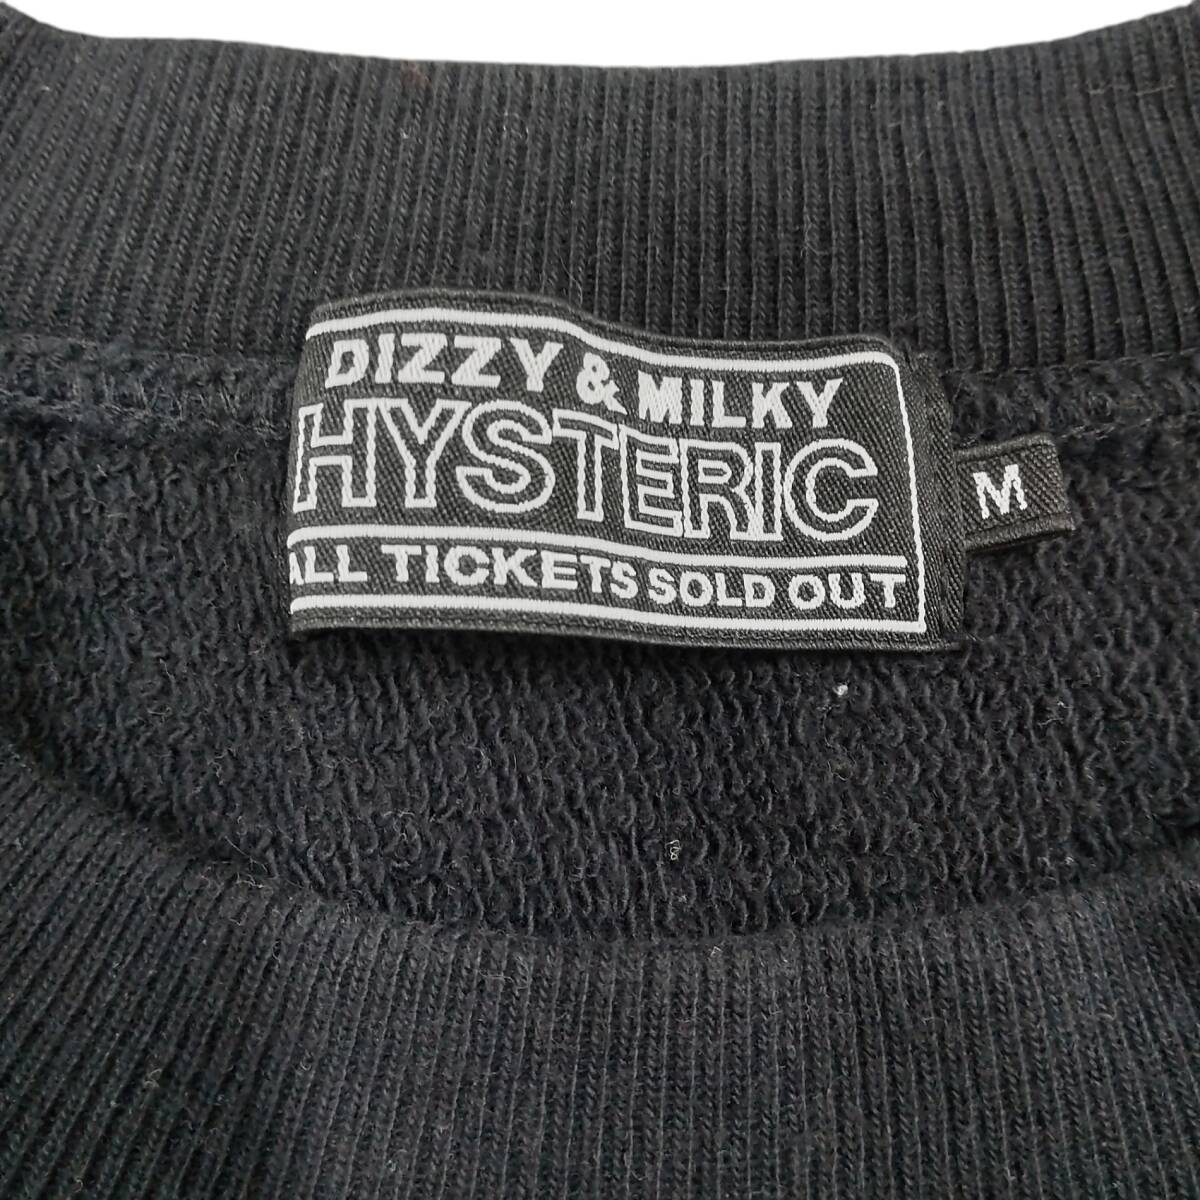 DIZZY & MILKY
HYSTERIC
ALL TICKETS SOLD OUT
M